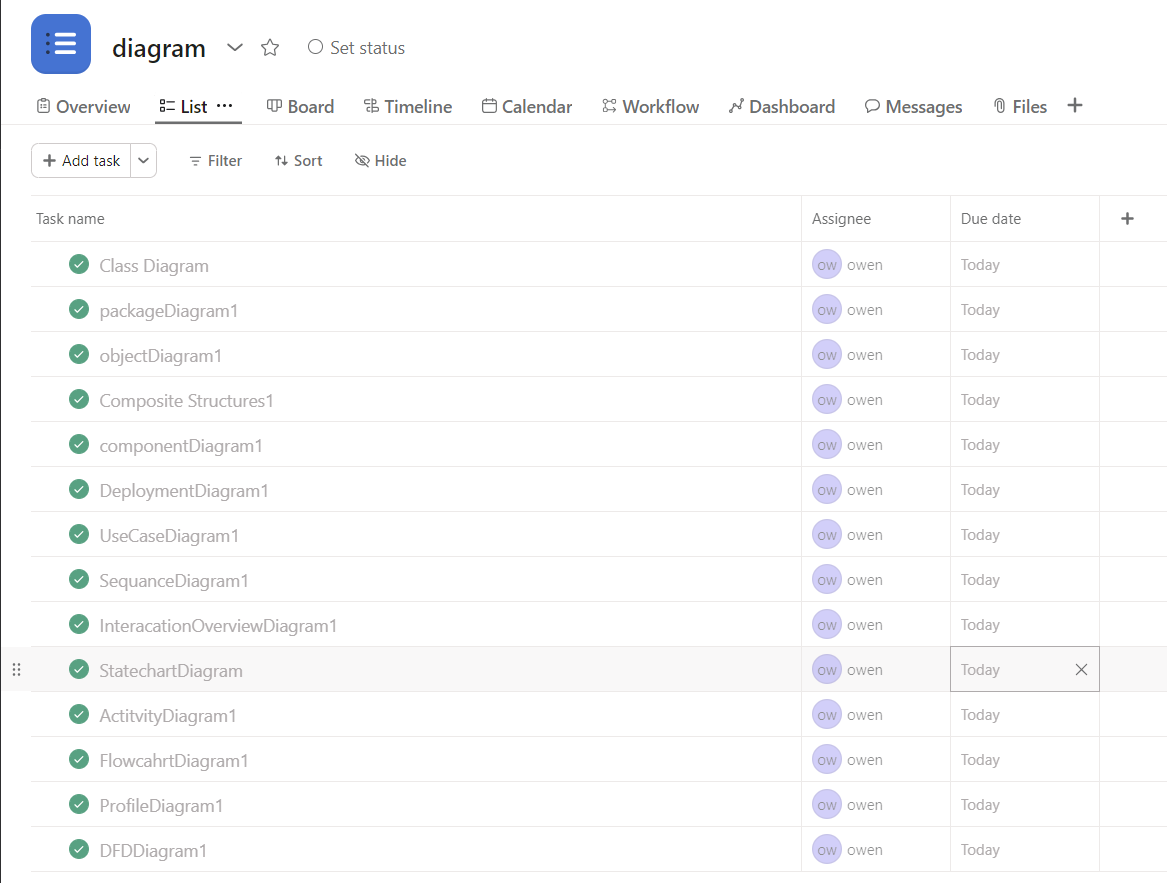 diagram Set status
Overview List ... Board Timeline Calendar Workflow Dashboard Messages Files +
+ Add task Filter Sort Hide
Task name Assignee Due date +
Class Diagram ow owen Today
packageDiagram1 ow owen Today
objectDiagram1 ow owen Today
Composite Structures1 ow owen Today
componentDiagram1 ow owen Today
DeploymentDiagram1 ow owen Today
UseCaseDiagram1 ow owen Today
SequanceDiagram1 ow owen Today
InteracationOverviewDiagram1 ow owen Today
StatechartDiagram ow owen Today
ActitvityDiagram1 ow owen Today
FlowcahrtDiagram1 ow owen Today
ProfileDiagram1 ow owen Today
DFDDiagram1 ow owen Today